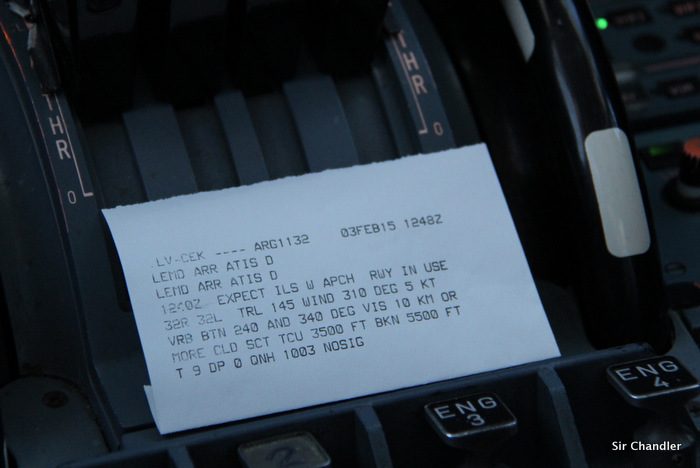 THR
0
THR
0
.LV-CEK ---- ARG1132 03FEB15 1248Z
LEMD ARR ATIS D
LEMD ARR ATIS D
1240Z EXPECT ILS W APCH RWY IN USE
32R 32L TRL 145 WIND 310 DEG 5 KT
VRB BTN 240 AND 340 DEG VIS 10 KM OR
MORE CLD SCT TCU 3500 FT BKN 5500 FT
T 9 DP 0 QNH 1003 NOSIG
2
ENG
3
ENG
4
Sir Chandler